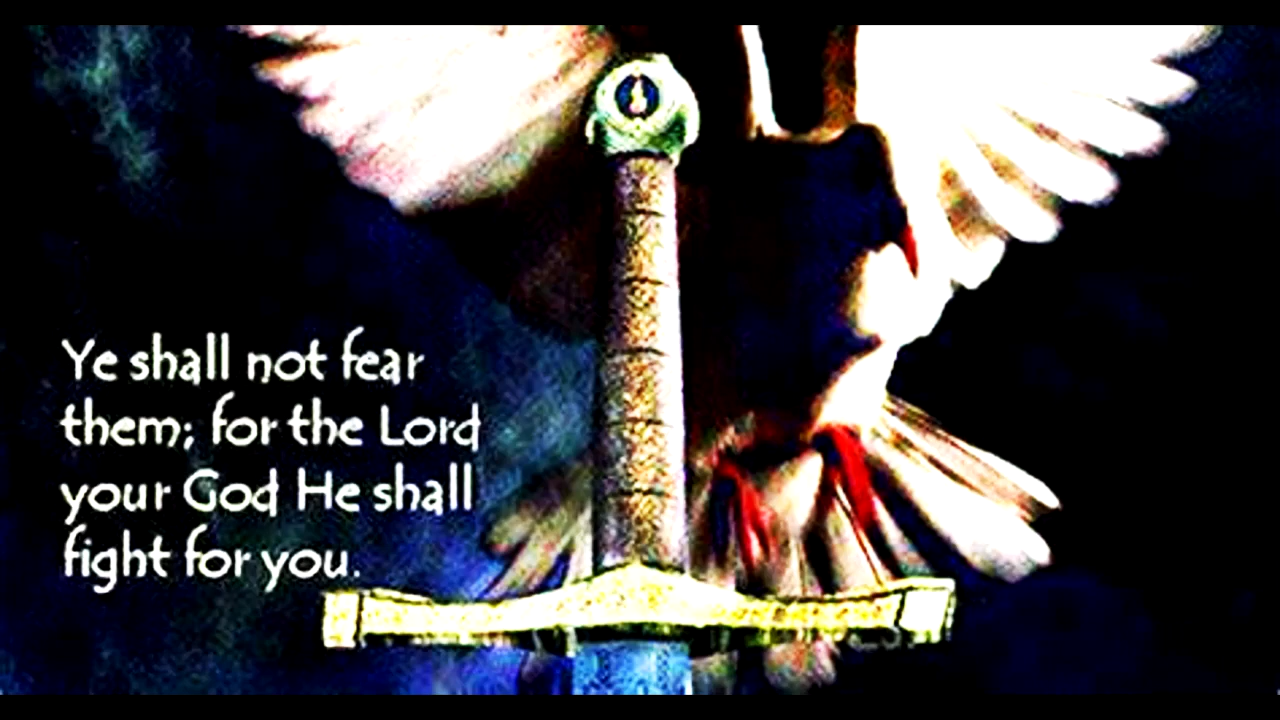 Ye shall not fear
them; for the Lord
your God He shall
fight for you.